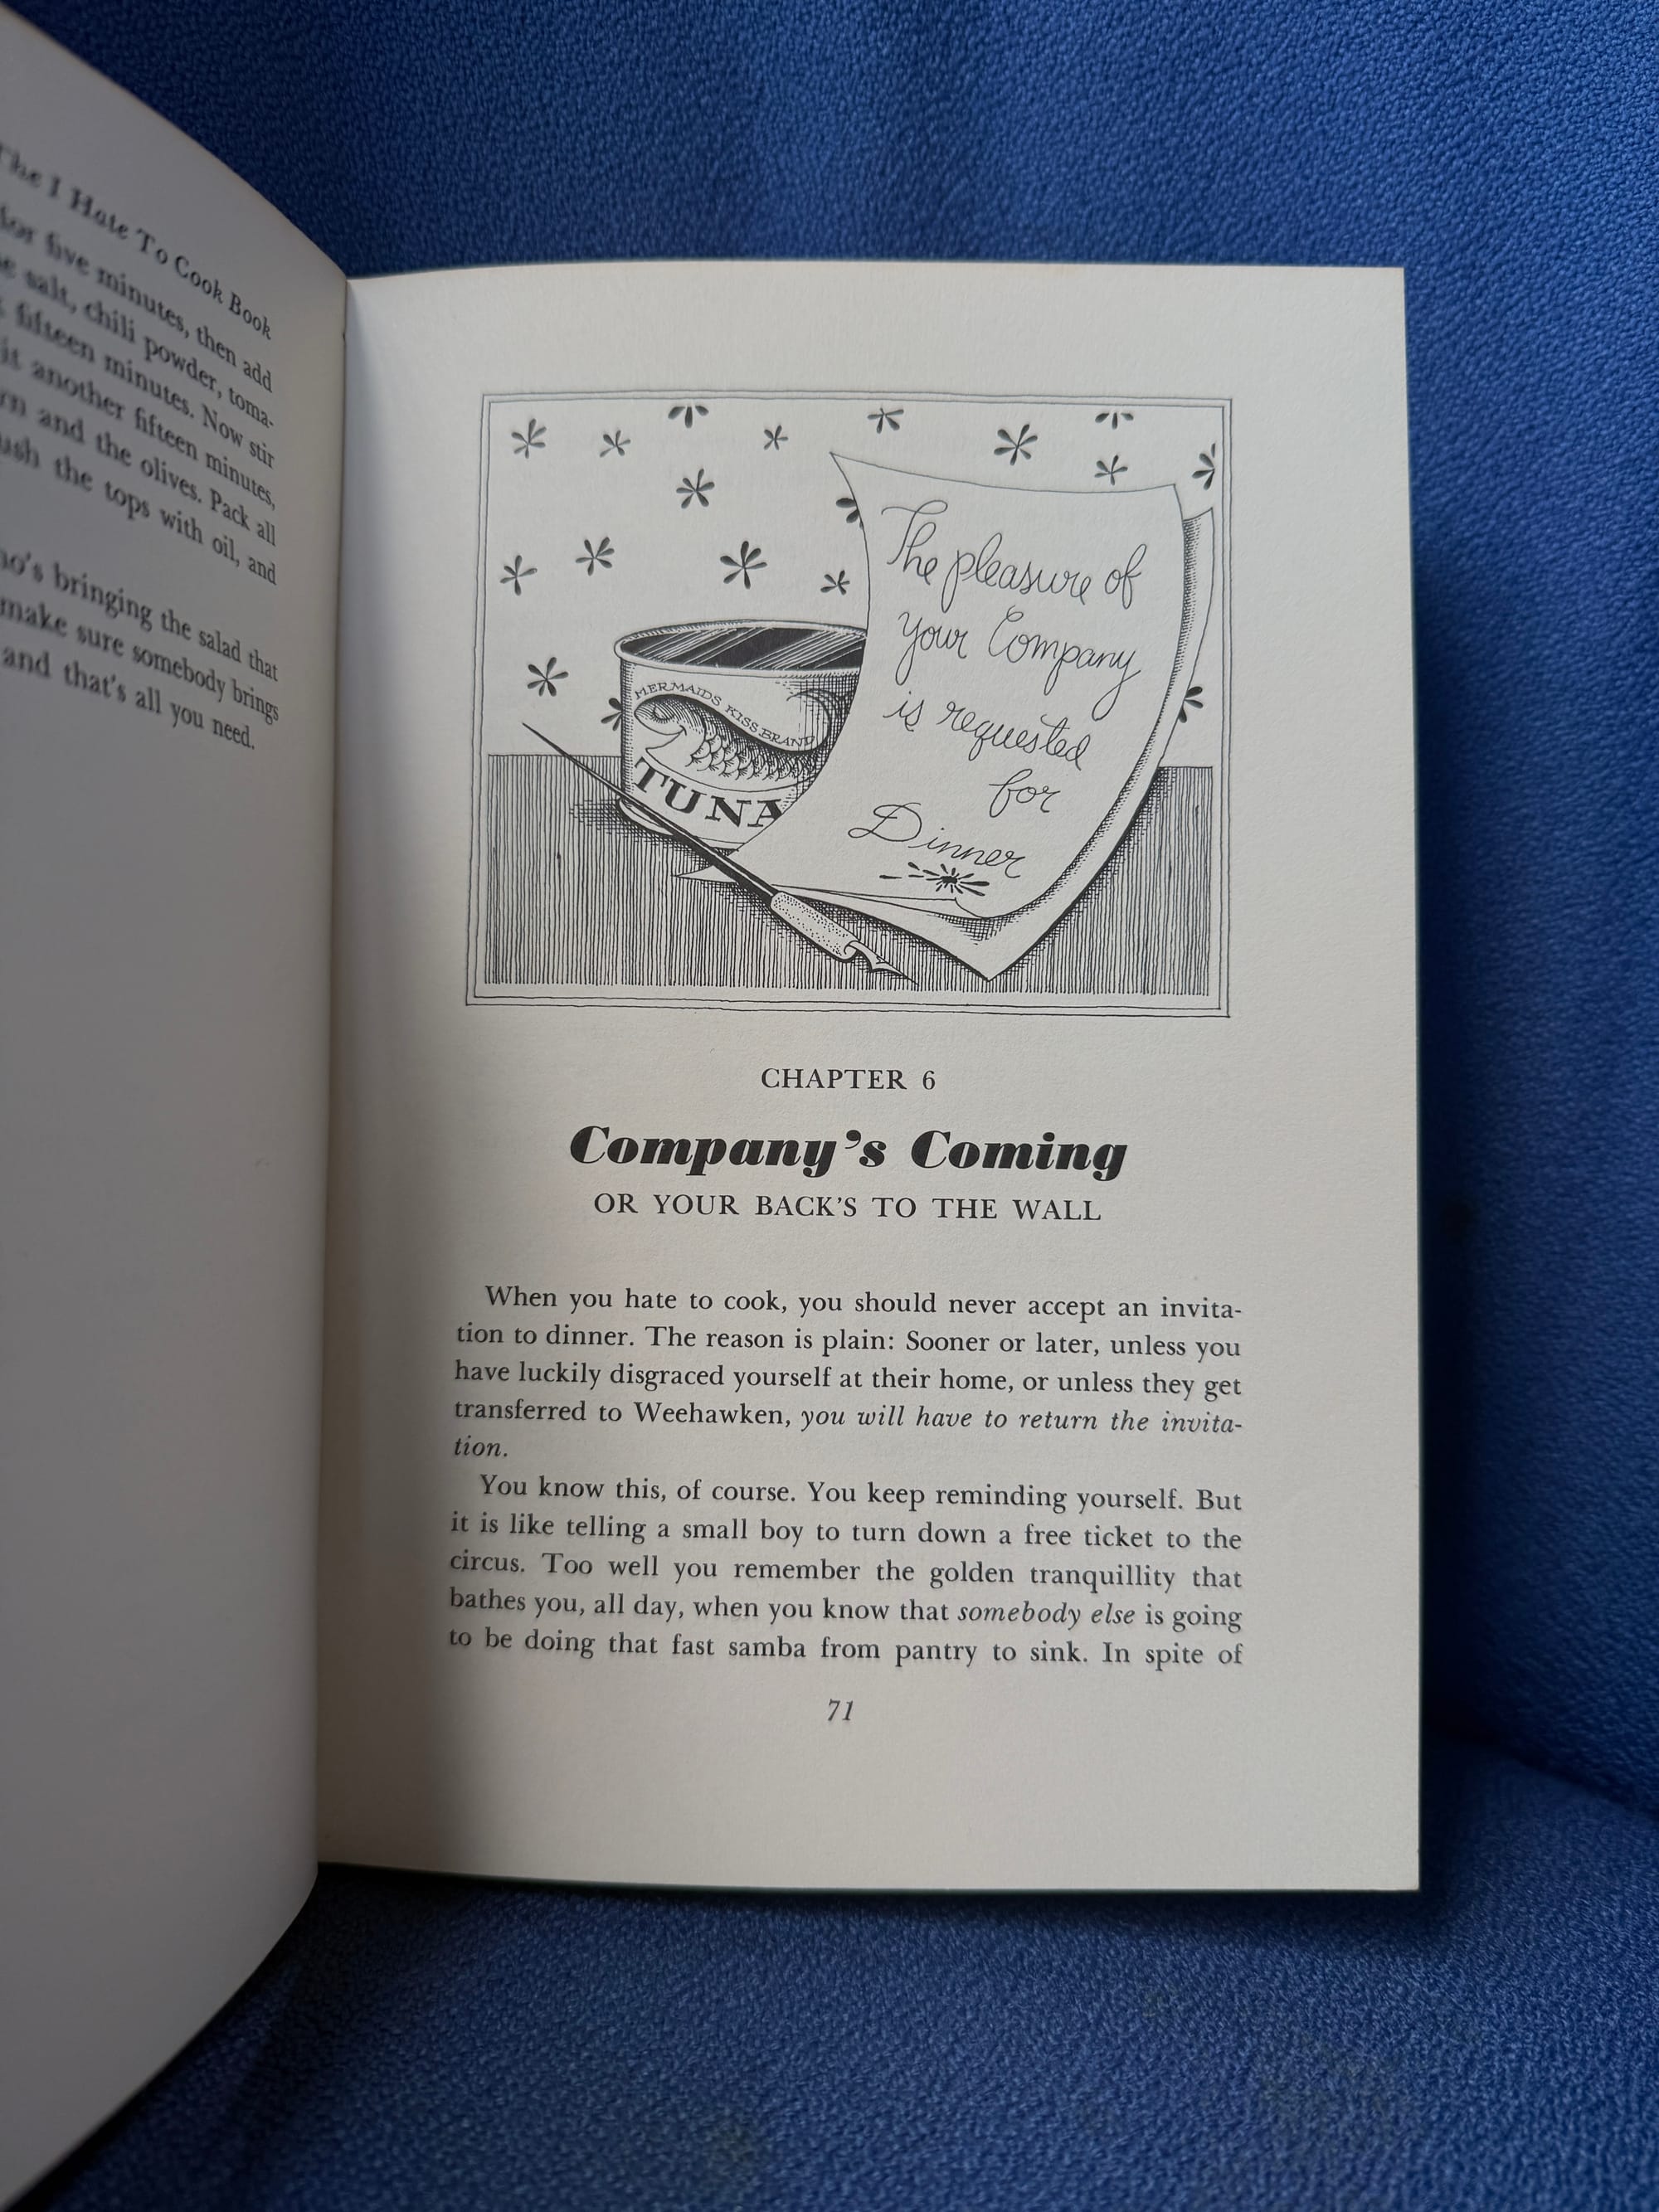 The I Hate To Cook Book
for five minutes, then add
salt, chili powder, toma-
fifteen minutes. Now stir
it another fifteen minutes,
and the olives. Pack all
the tops with oil, and
bringing the salad that
make sure somebody brings
and that's all you need.
The pleasure of
your Company
is requested
for
Dinner
MERMAIDS KISS BRAND
TUNA
CHAPTER 6
Company's Coming
OR YOUR BACK'S TO THE WALL
When you hate to cook, you should never accept an invita-
tion to dinner. The reason is plain: Sooner or later, unless you
have luckily disgraced yourself at their home, or unless they get
transferred to Weehawken, you will have to return the invita-
tion.
You know this, of course. You keep reminding yourself. But
it is like telling a small boy to turn down a free ticket to the
circus. Too well you remember the golden tranquillity that
bathes you, all day, when you know that somebody else is going
to be doing that fast samba from pantry to sink. In spite of
71